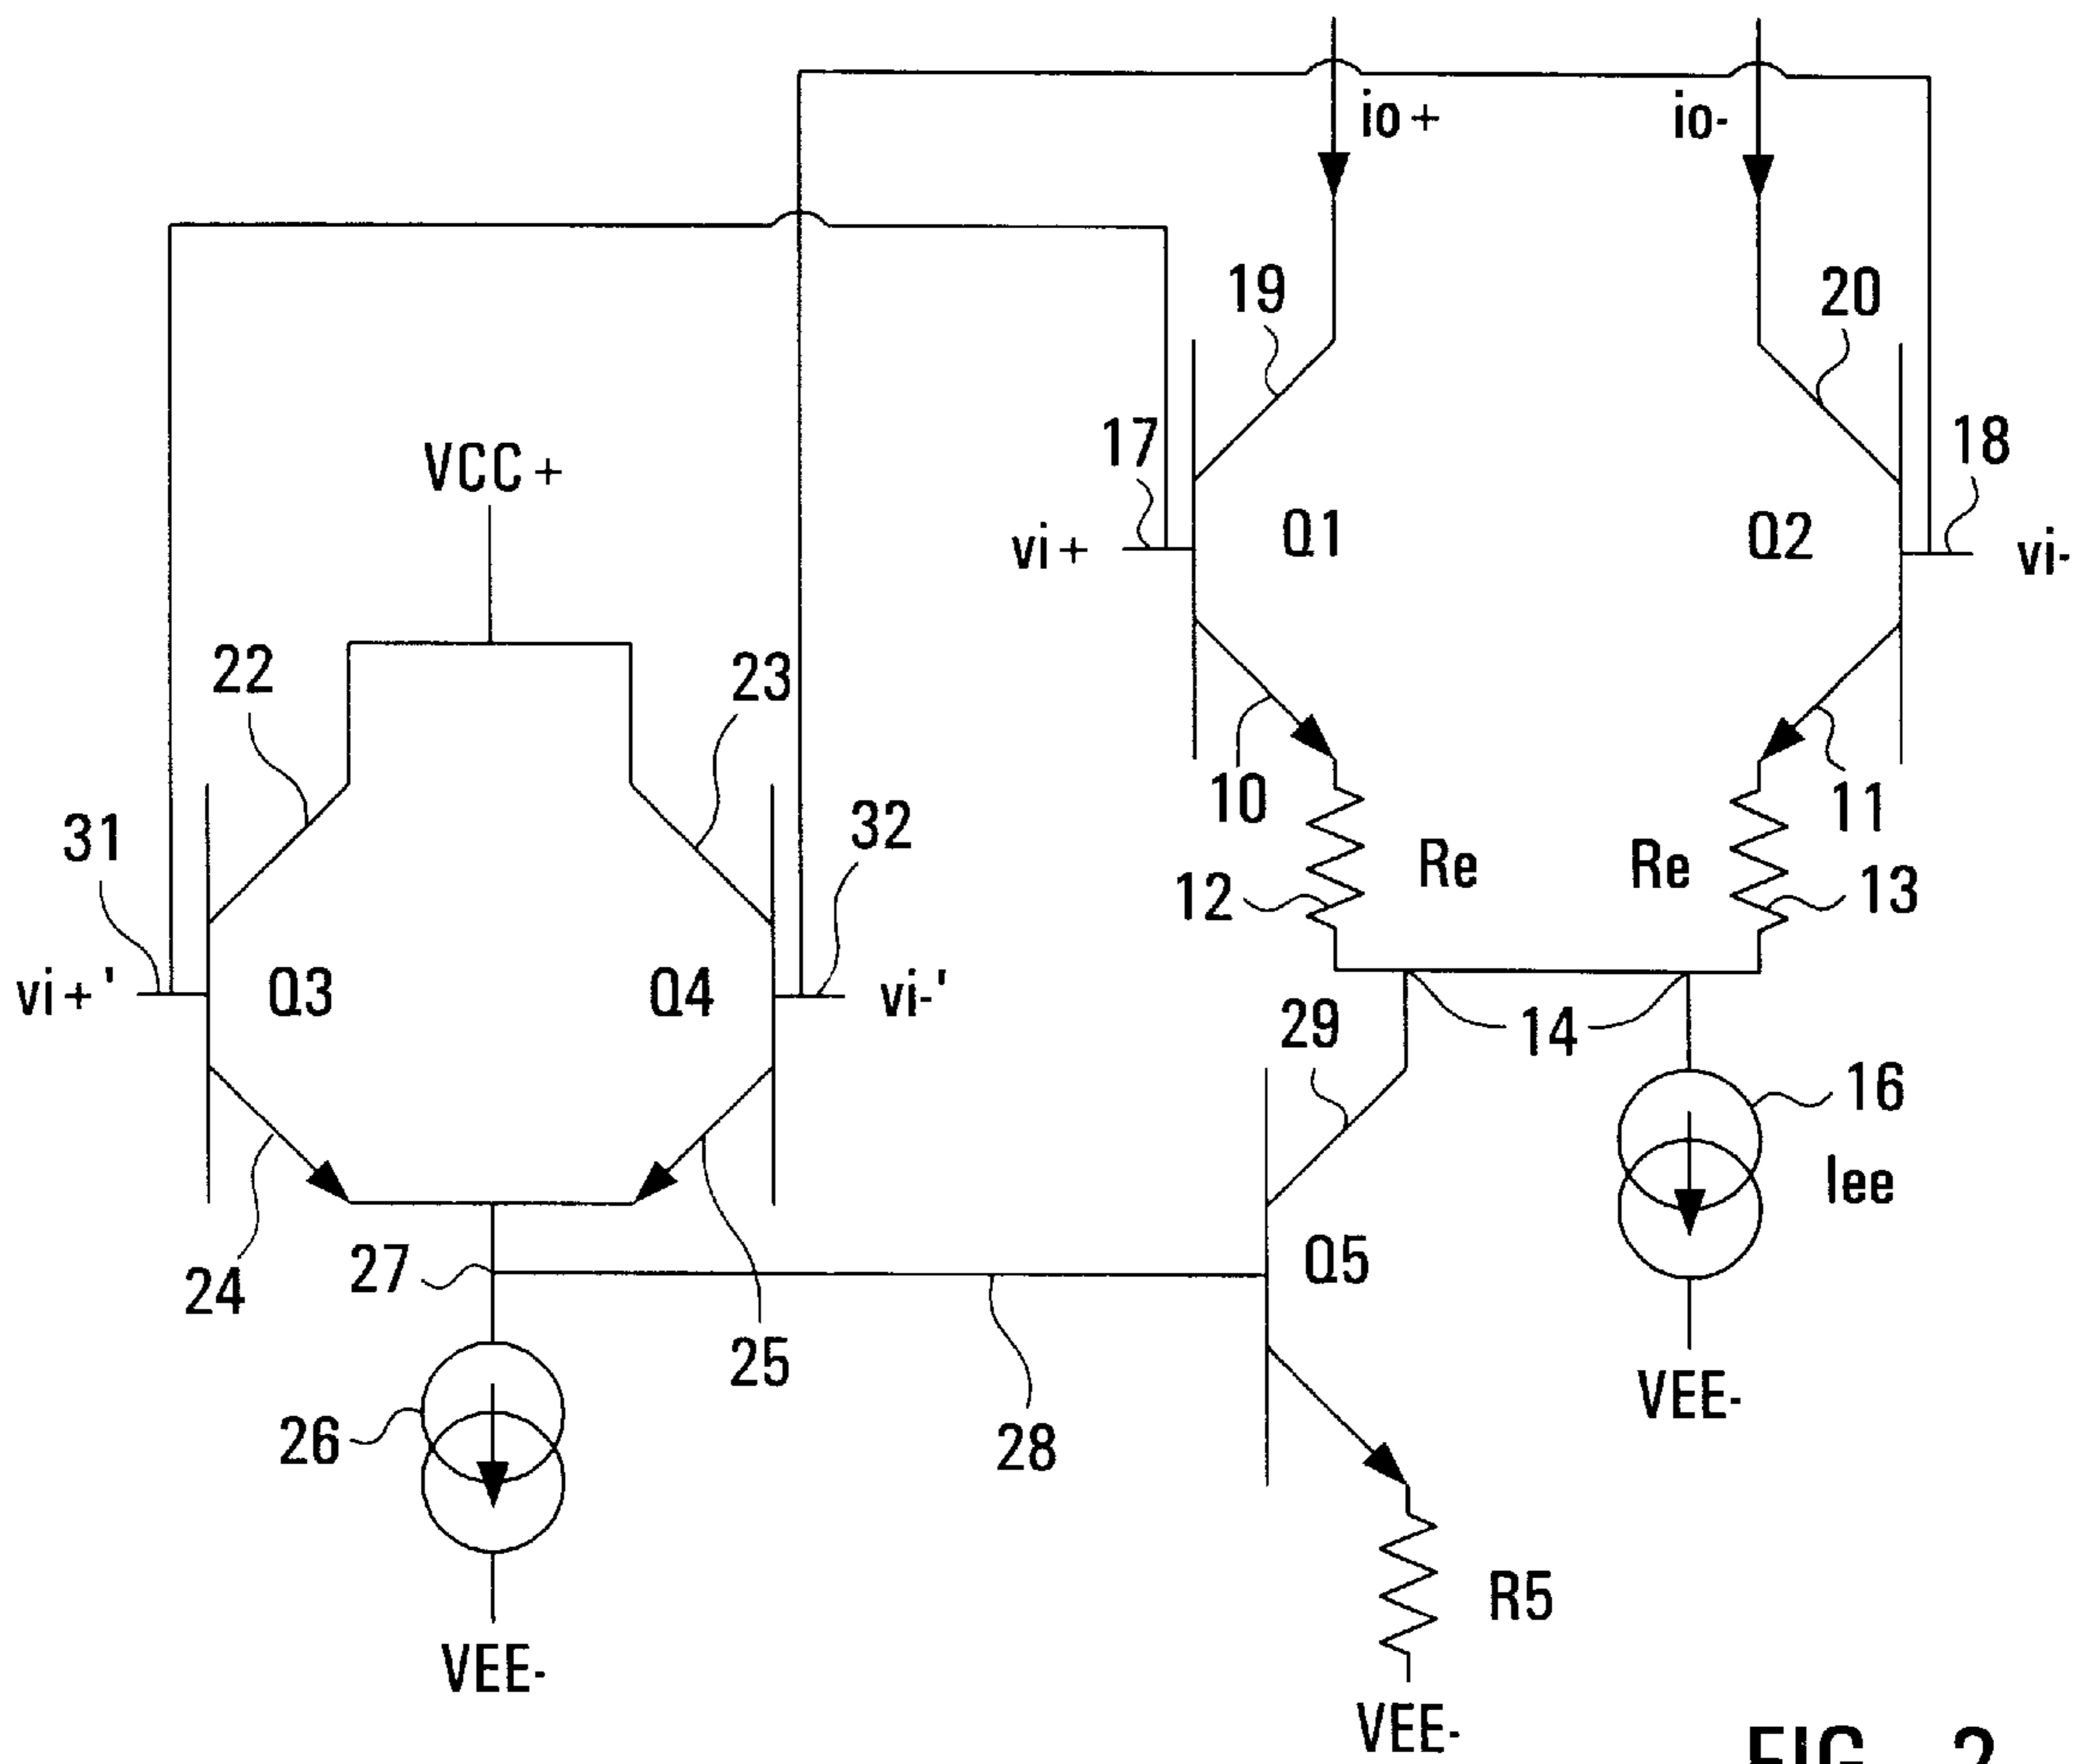 io+
io-
19
20
17
18
VCC+
Q1
Q2
vi+
vi-
22
23
10
11
31
32
Re
Re
12
13
vi+'
Q3
Q4
vi-'
29
14
16
Iee
27
Q5
24
25
VEE-
26
28
R5
VEE-
VEE-
FIG. 2